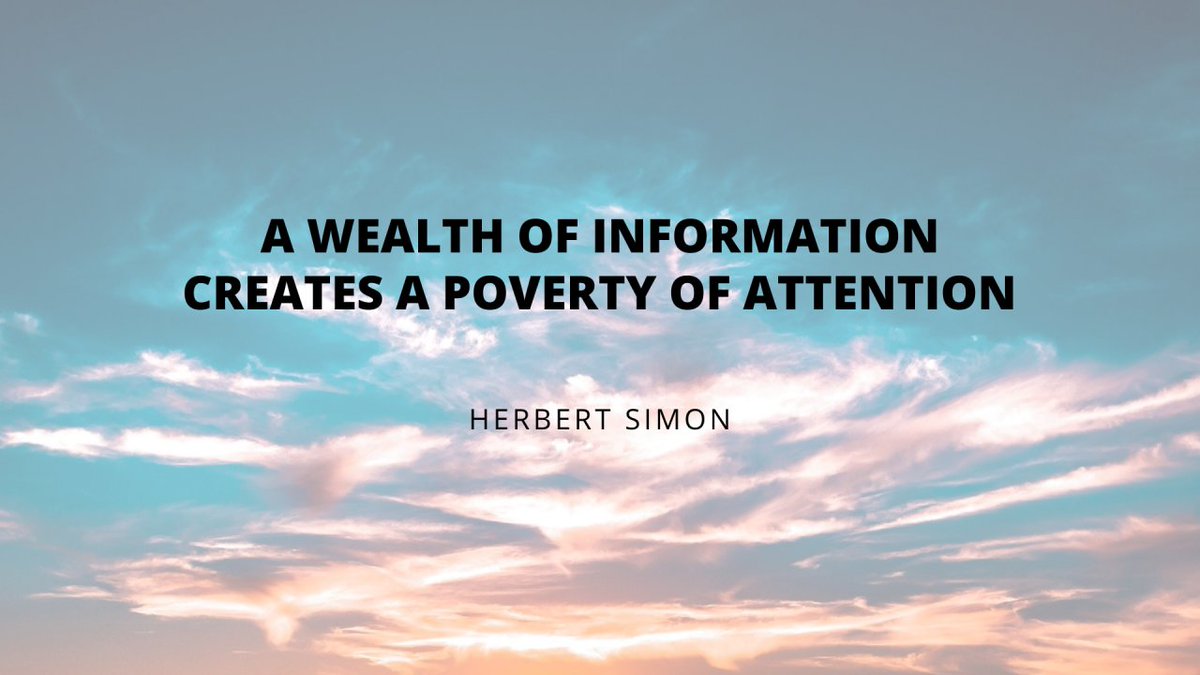 A WEALTH OF INFORMATION
CREATES A POVERTY OF ATTENTION
HERBERT SIMON